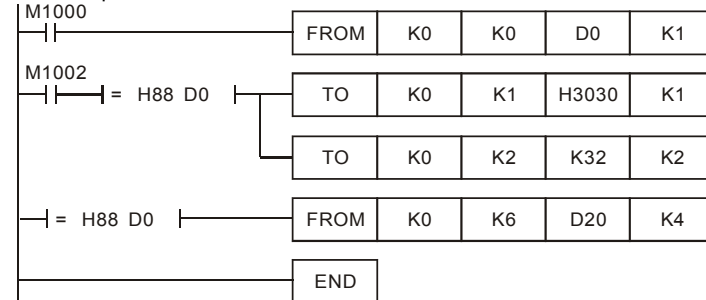 M1000
FROM K0 K0 D0 K1
M1002
= H88 D0 TO K0 K1 H3030 K1
TO K0 K2 K32 K2
= H88 D0 FROM K0 K6 D20 K4
END